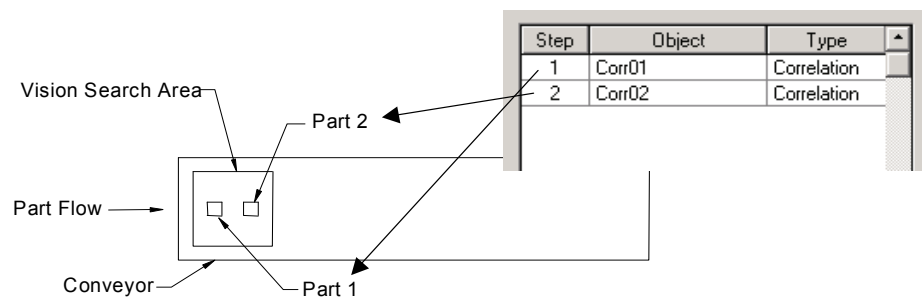 Step Object Type
1 Corr01 Correlation
2 Corr02 Correlation
Vision Search Area
Part 2
Part Flow
Conveyor
Part 1